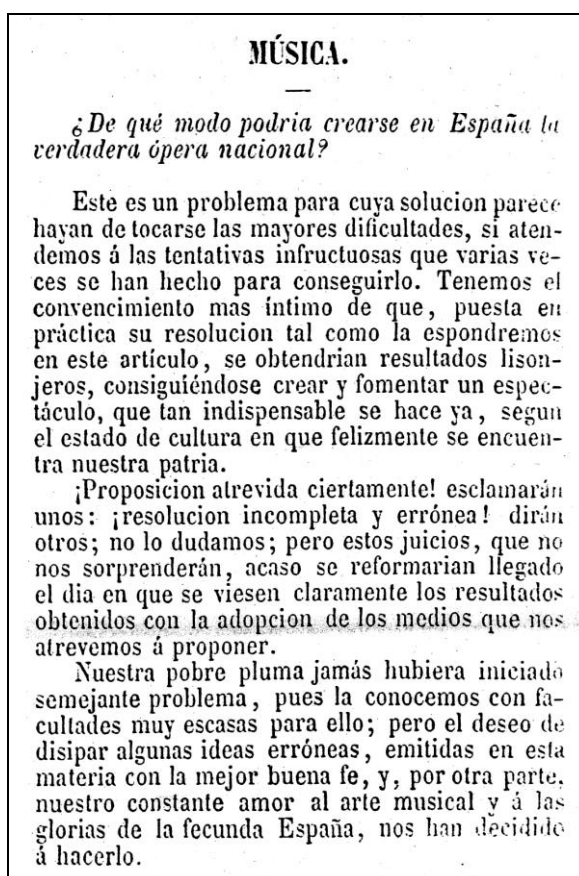 MÚSICA.
¿De qué modo podria crearse en España la
verdadera ópera nacional?
Este es un problema para cuya solucion parece
hayan de tocarse las mayores dificultades, si aten-
demos á las tentativas infructuosas que varias ve-
ces se han hecho para conseguirlo. Tenemos el
convencimiento mas íntimo de que, puesta en
práctica su resolucion tal como la espondremos
en este artículo, se obtendrian resultados lison-
jeros, consiguiéndose crear y fomentar un espec-
táculo, que tan indispensable se hace ya, segun
el estado de cultura en que felizmente se encuen-
tra nuestra patria.
¡Proposicion atrevida ciertamente! esclamarán
unos: ¡resolucion incompleta y errónea! dirán
otros; no lo dudamos; pero estos juicios, que no
nos sorprenderán, acaso se reformarian llegado
el dia en que se viesen claramente los resultados
obtenidos con la adopcion de los medios que nos
atrevemos á proponer.
Nuestra pobre pluma jamás hubiera iniciado
semejante problema, pues la conocemos con fa-
cultades muy escasas para ello; pero el deseo de
disipar algunas ideas erróneas, emitidas en esta
materia con la mejor buena fe, y, por otra parte,
nuestro constante amor al arte musical y á las
glorias de la fecunda España, nos han decidido
á hacerlo.